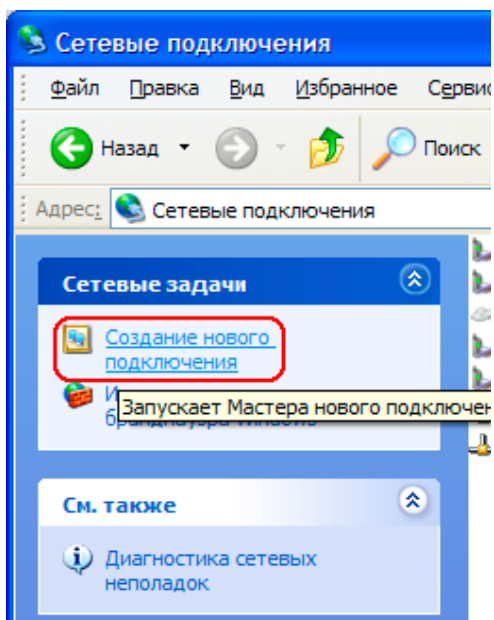 Сетевые подключения
Файл Правка Вид Избранное Сервис
Назад Поиск
Адрес: Сетевые подключения
Сетевые задачи
Создание нового
подключения
Запускает Мастера нового подключен
См. также
Диагностика сетевых
неполадок